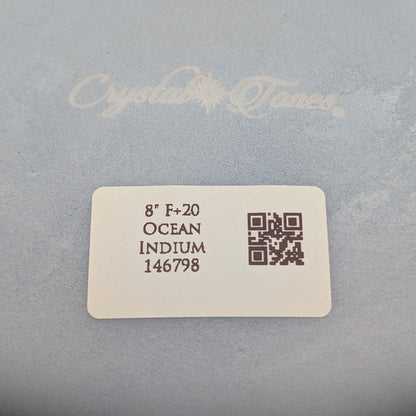 Crystal Tones®
8" F+20
OCEAN
INDIUM
146798